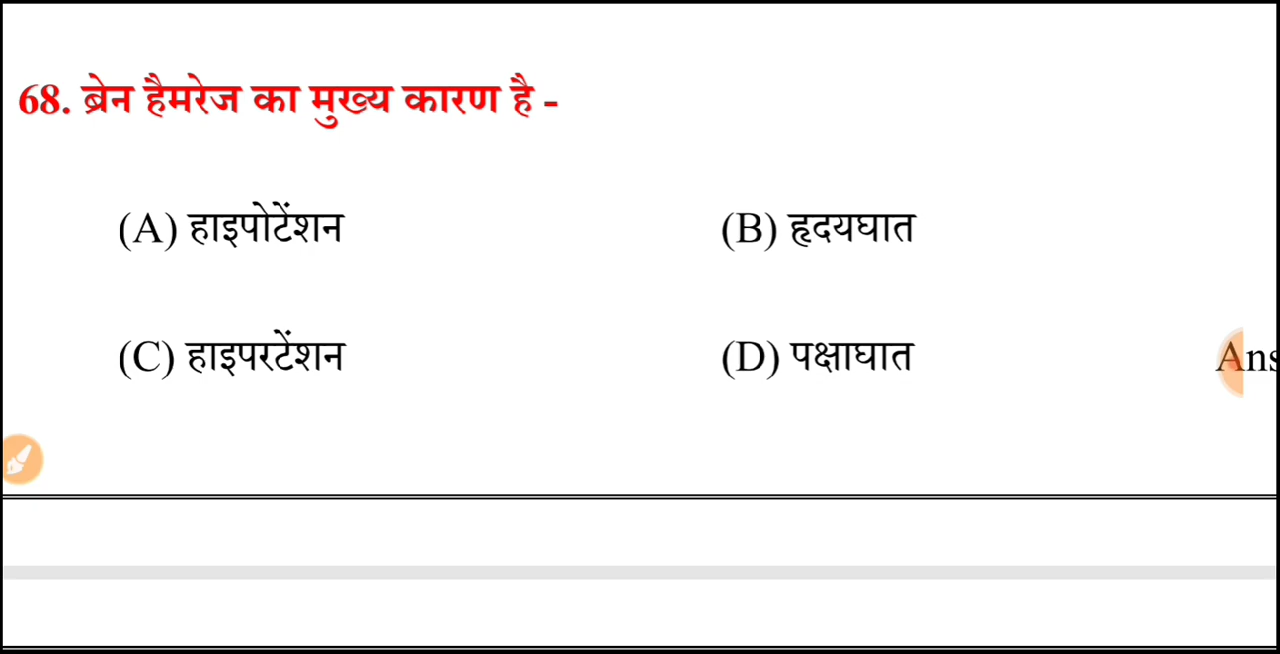 68. ब्रेन हैमरेज का मुख्य कारण है -
(A) हाइपोटेंशन (B) हृदयघात
(C) हाइपरटेंशन (D) पक्षाघात Ans